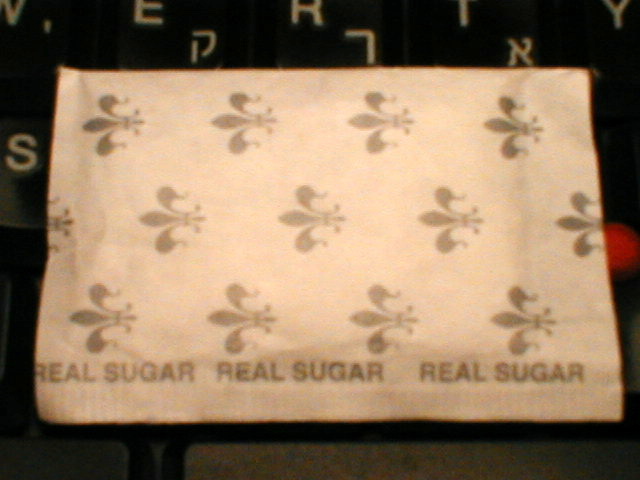 W , E R T Y
ק ר א
S
REAL SUGAR REAL SUGAR REAL SUGAR